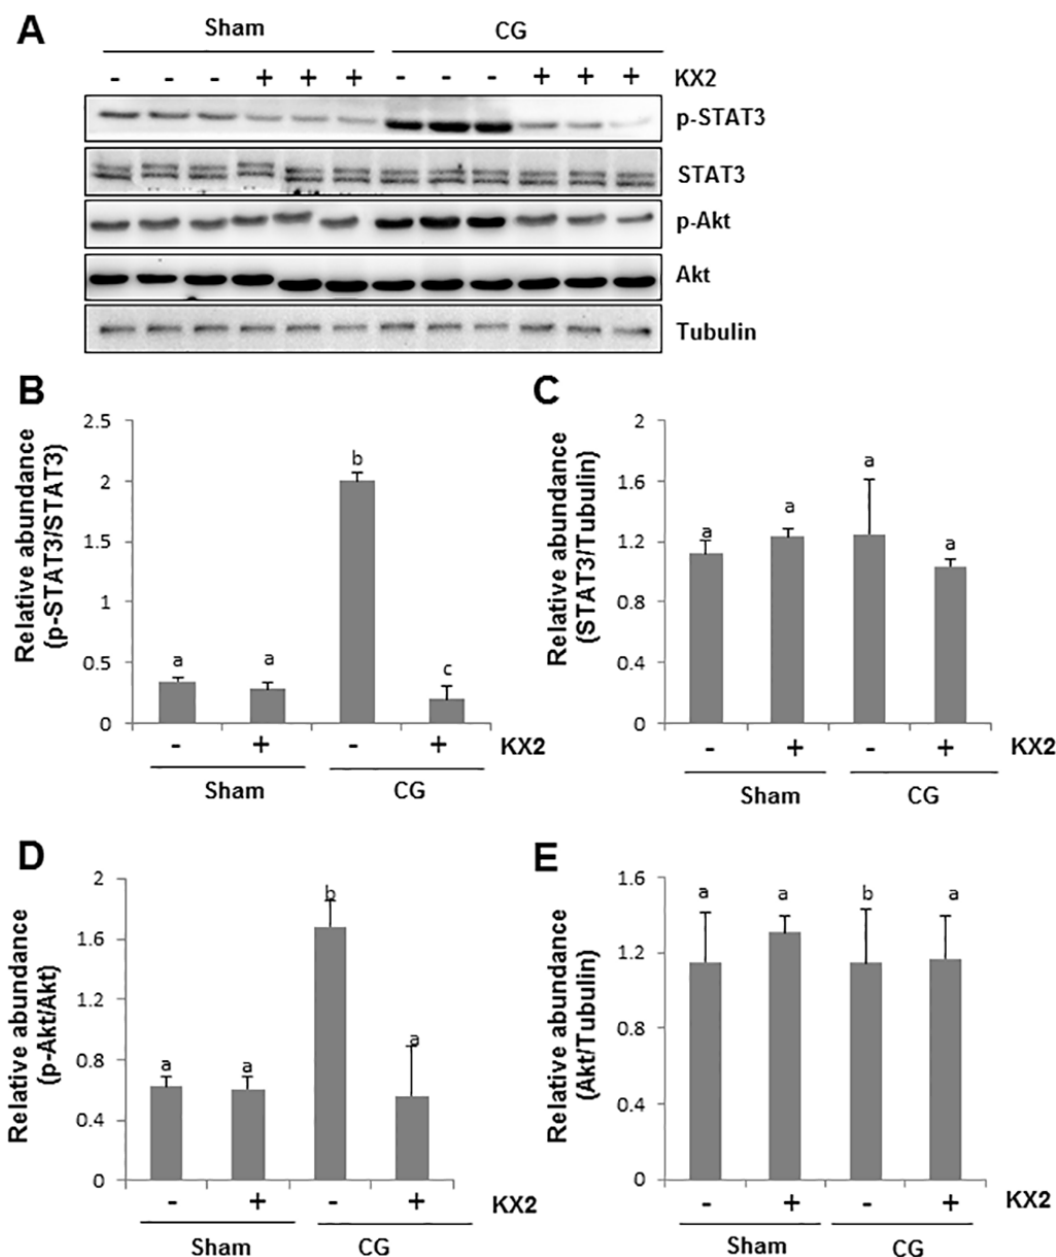 A
Sham CG
- - - + + + - - - + + + KX2
p-STAT3
STAT3
p-Akt
Akt
Tubulin
B
Relative abundance
(p-STAT3/STAT3)
2.5
2
1.5
1
0.5
0
a a b c
- + - + KX2
Sham CG
C
Relative abundance
(STAT3/Tubulin)
2
1.6
1.2
0.8
0.4
0
a a a a
- + - + KX2
Sham CG
D
Relative abundance
(p-Akt/Akt)
2
1.6
1.2
0.8
0.4
0
a a b a
- + - + KX2
Sham CG
E
Relative abundance
(Akt/Tubulin)
1.6
1.2
0.8
0.4
0
a a b a
- + - + KX2
Sham CG